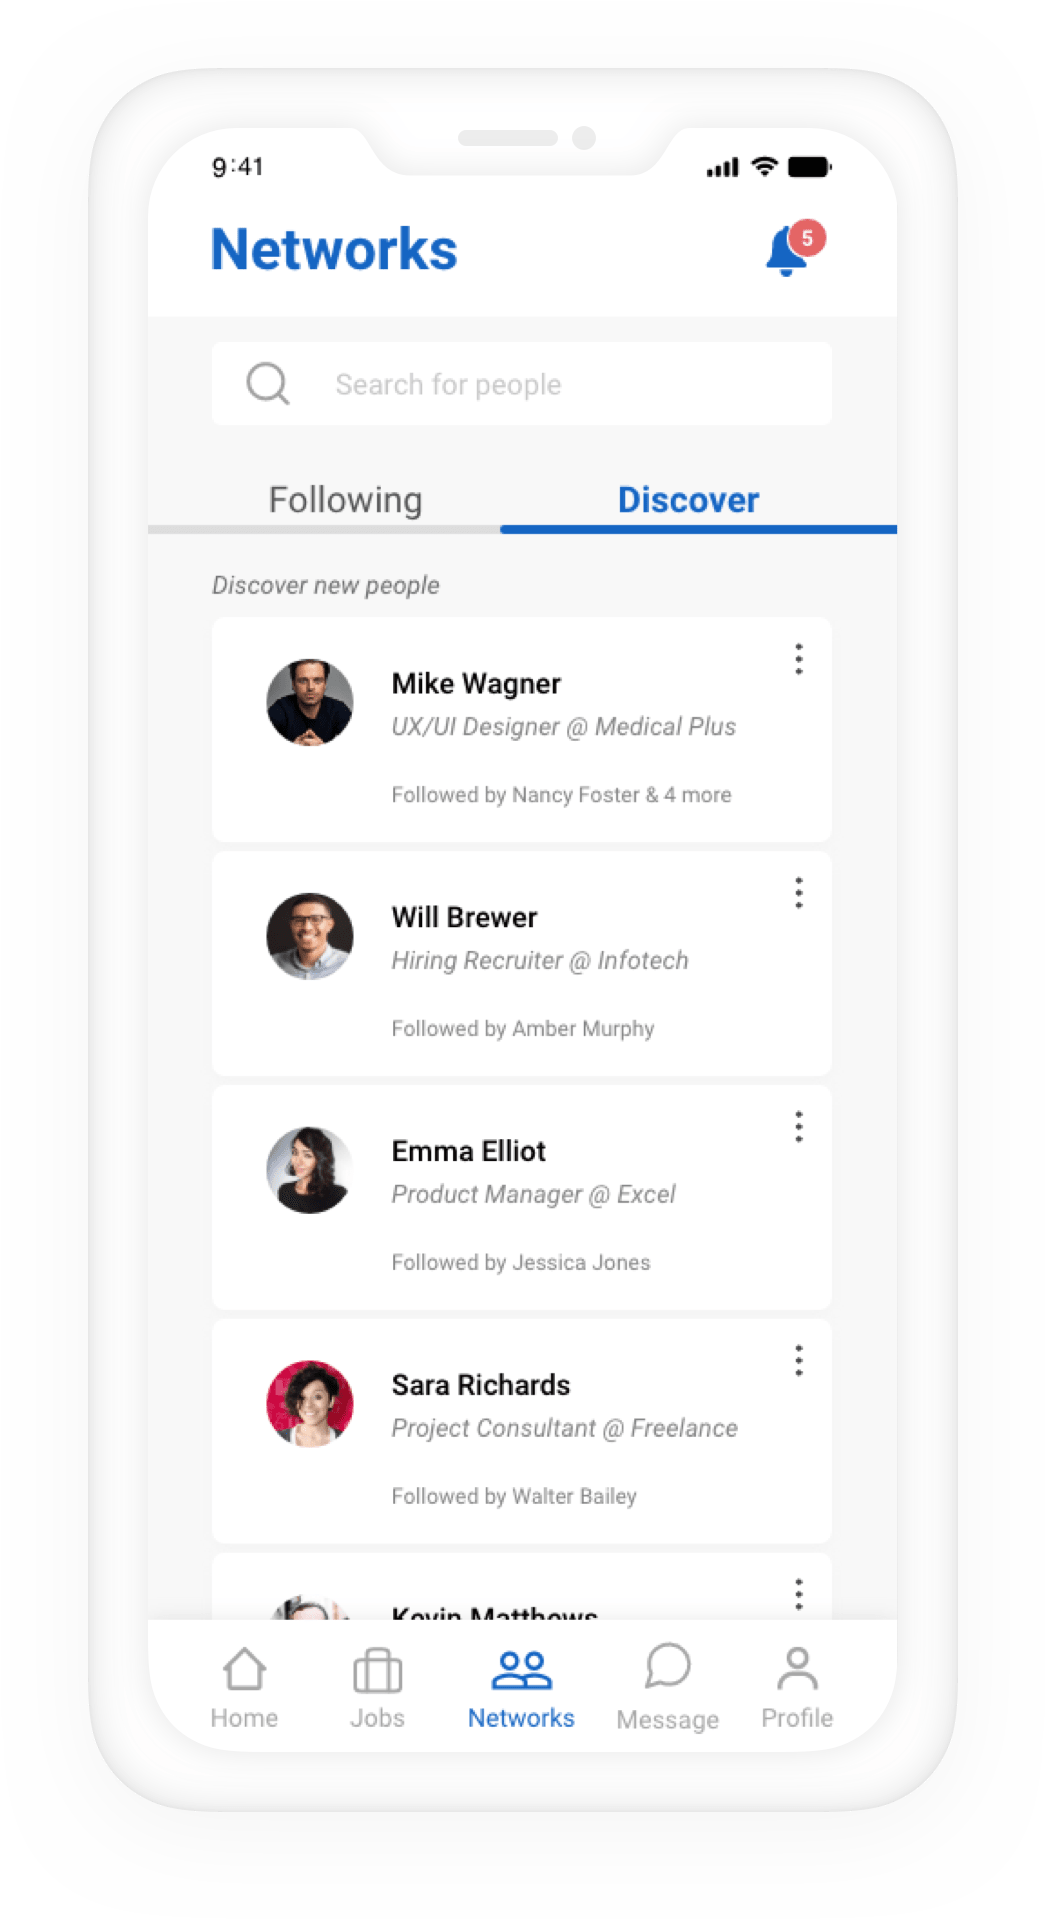 9:41
Networks
5
Search for people
Following Discover
Discover new people
Mike Wagner
UX/UI Designer @ Medical Plus
Followed by Nancy Foster & 4 more
Will Brewer
Hiring Recruiter @ Infotech
Followed by Amber Murphy
Emma Elliot
Product Manager @ Excel
Followed by Jessica Jones
Sara Richards
Project Consultant @ Freelance
Followed by Walter Bailey
Kevin Matthews
Home Jobs Networks Message Profile